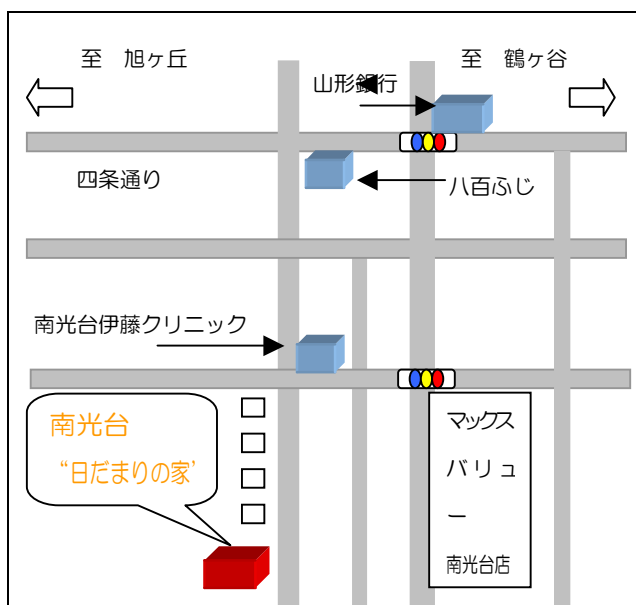 至 旭ヶ丘
至 鶴ヶ谷
山形銀行
四条通り
八百ふじ
南光台伊藤クリニック
南光台
“日だまりの家’
マックス
バリュ
ー
南光台店